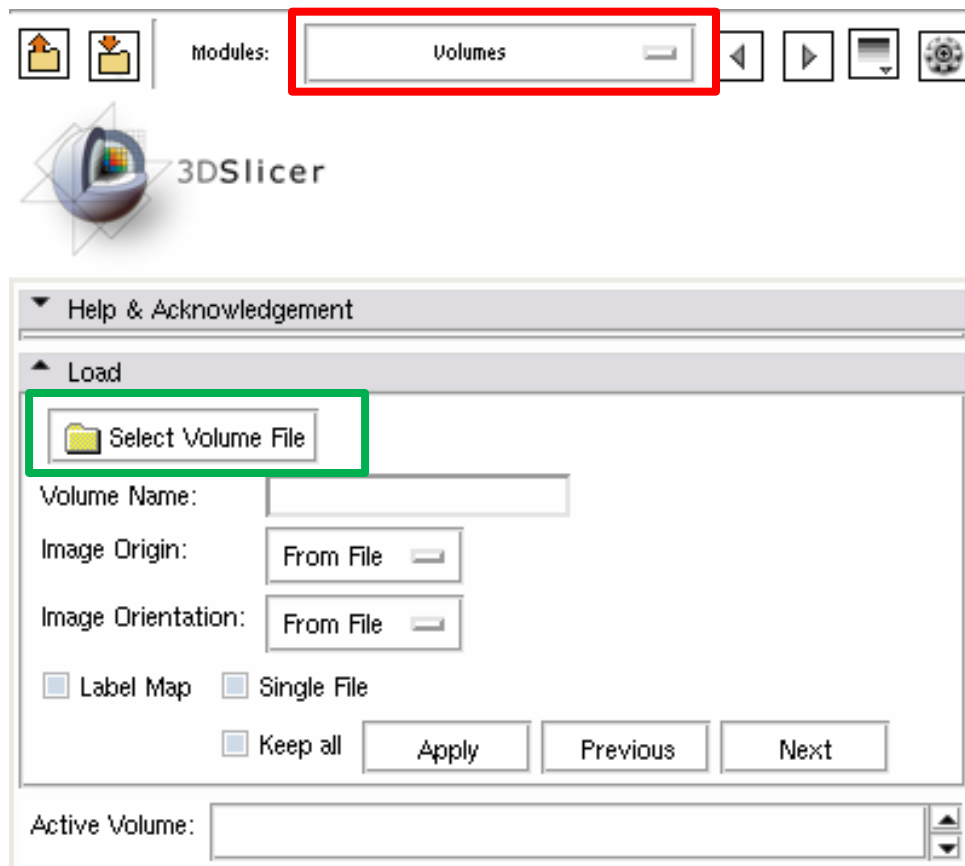 Modules: Volumes
3DSlicer
Help & Acknowledgement
Load
Select Volume File
Volume Name:
Image Origin: From File
Image Orientation: From File
Label Map Single File
Keep all Apply Previous Next
Active Volume: